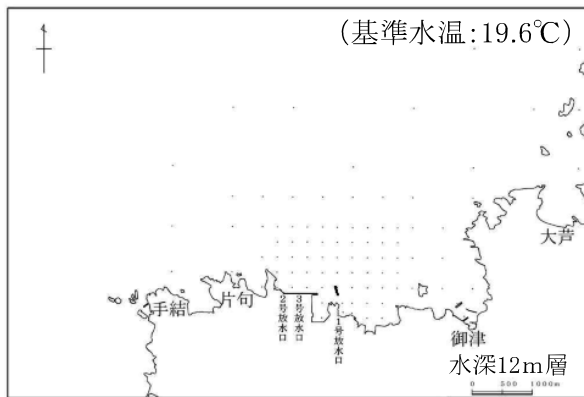 (基準水温:19.6℃)
大芦
手結
片句
2号放水口
3号放水口
1号放水口
御津
水深12m層
0 500 1000m